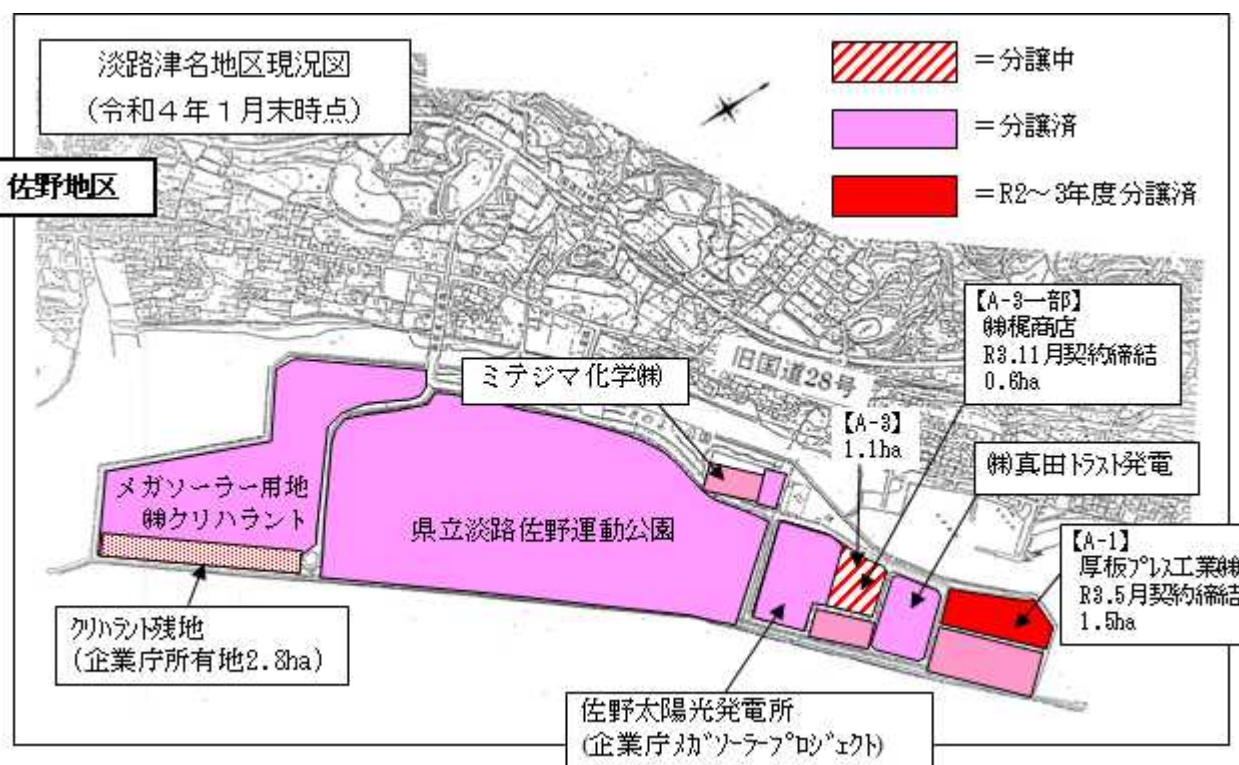 淡路津名地区現況図
(令和4年1月末時点)
佐野地区
=分譲中
=分譲済
=R2～3年度分譲済
【A-3一部】
㈱梶商店
R3.11月契約締結
0.6ha
旧国道28号
ミテジマ化学㈱
【A-3】
1.1ha
㈱真田トラスト発電
メガソーラー用地
㈱クリハラント
県立淡路佐野運動公園
【A-1】
厚板プレス工業㈱
R3.5月契約締結
1.5ha
クリハラント残地
(企業庁所有地2.8ha)
佐野太陽光発電所
(企業庁メガソーラープロジェクト)